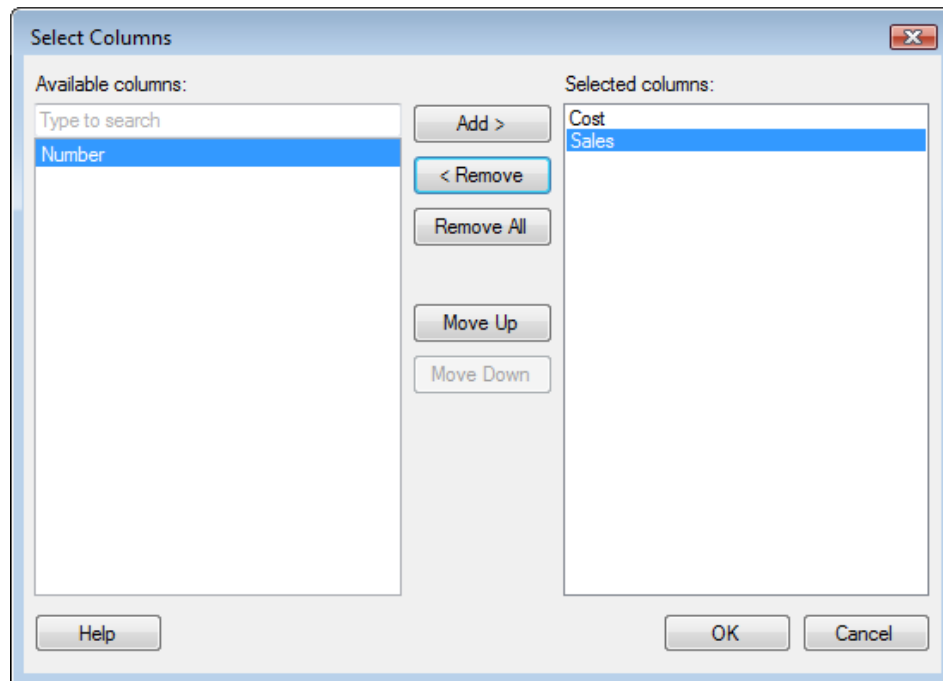 Select Columns
Available columns:
Type to search
Number
Add >
< Remove
Remove All
Move Up
Move Down
Selected columns:
Cost
Sales
Help
OK
Cancel